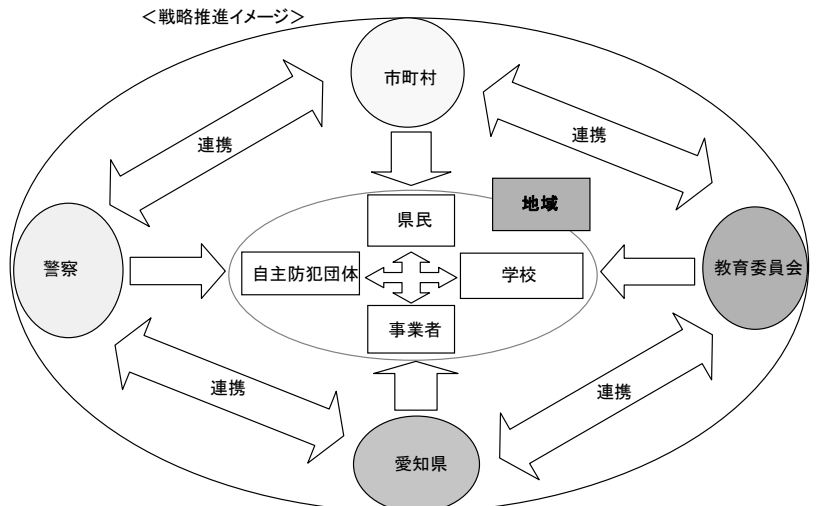 ＜戦略推進イメージ＞
市町村
連携
連携
地域
県民
警察
自主防犯団体
学校
教育委員会
事業者
連携
連携
愛知県